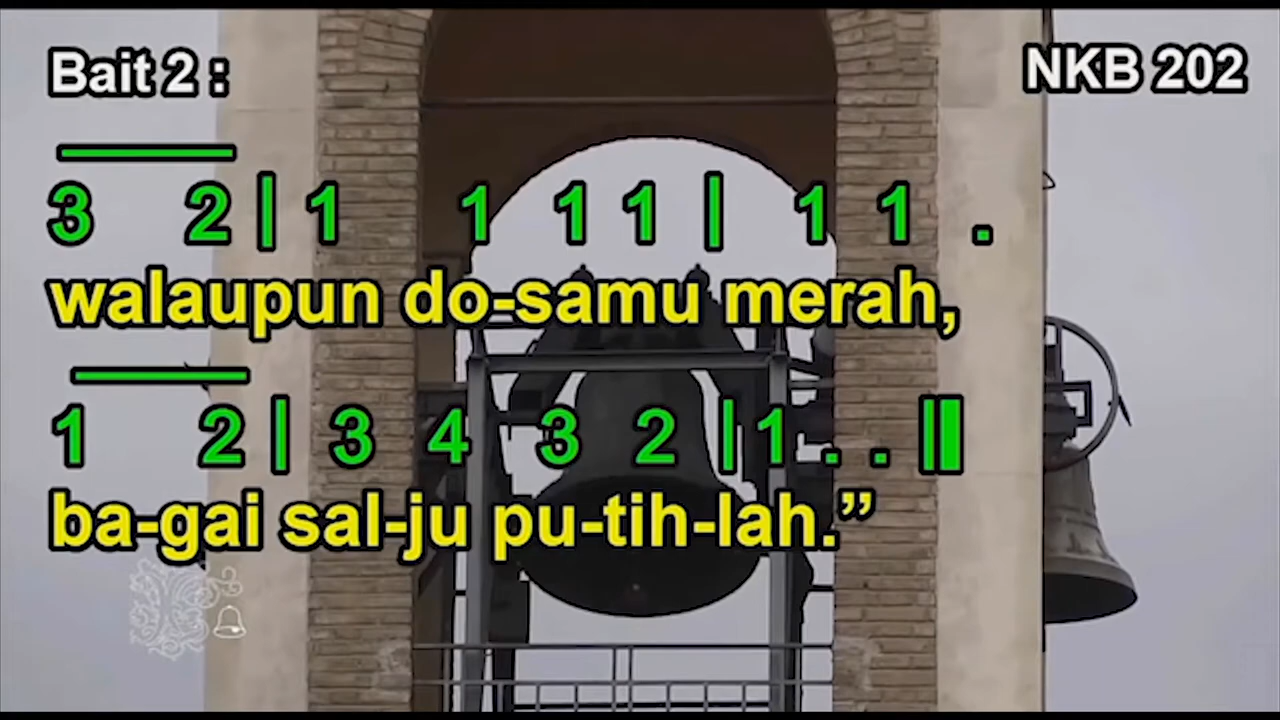 Bait 2 :
NKB 202
3 2 | 1 1 1 1 | 1 1 .
walaupun do-samu merah,
1 2 | 3 4 3 2 | 1 . . ||
ba-gai sal-ju pu-tih-lah.”